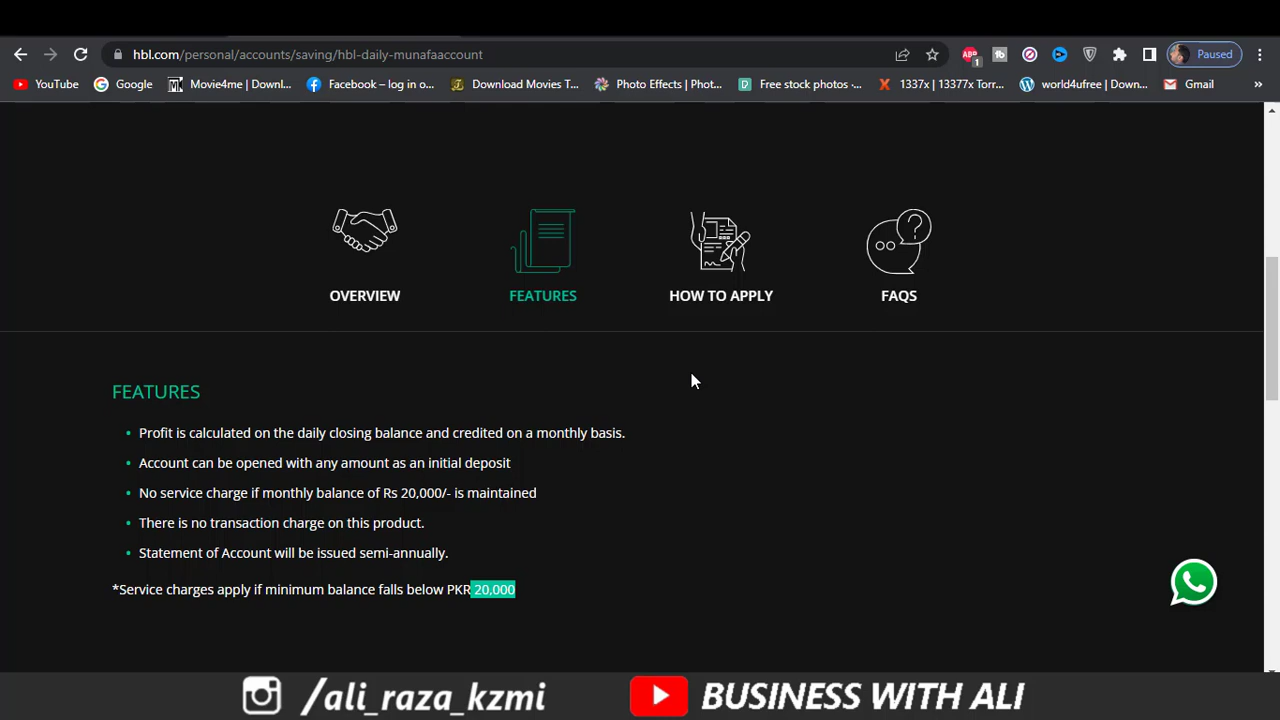 hbl.com/personal/accounts/saving/hbl-daily-munafaaccount
ABP
1
tb
Paused
YouTube
Google
Movie4me | Downl...
Facebook – log in o...
Download Movies T...
Photo Effects | Phot...
Free stock photos ·...
1337x | 13377x Torr...
world4ufree | Down...
Gmail
»
OVERVIEW
FEATURES
HOW TO APPLY
FAQS
FEATURES
• Profit is calculated on the daily closing balance and credited on a monthly basis.
• Account can be opened with any amount as an initial deposit
• No service charge if monthly balance of Rs 20,000/- is maintained
• There is no transaction charge on this product.
• Statement of Account will be issued semi-annually.
*Service charges apply if minimum balance falls below PKR 20,000
/ali_raza_kzmi
BUSINESS WITH ALI